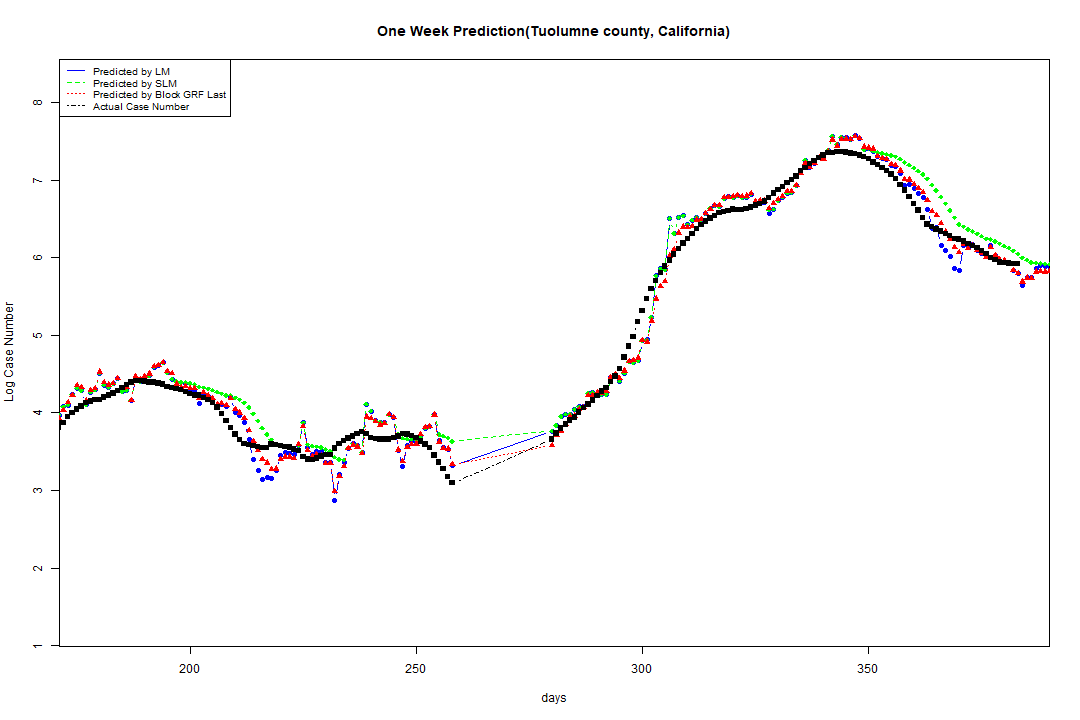 One Week Prediction(Tuolumne county, California)
Predicted by LM
Predicted by SLM
Predicted by Block GRF Last
Actual Case Number
Log Case Number
8
7
6
5
4
3
2
1
200 250 300 350
days